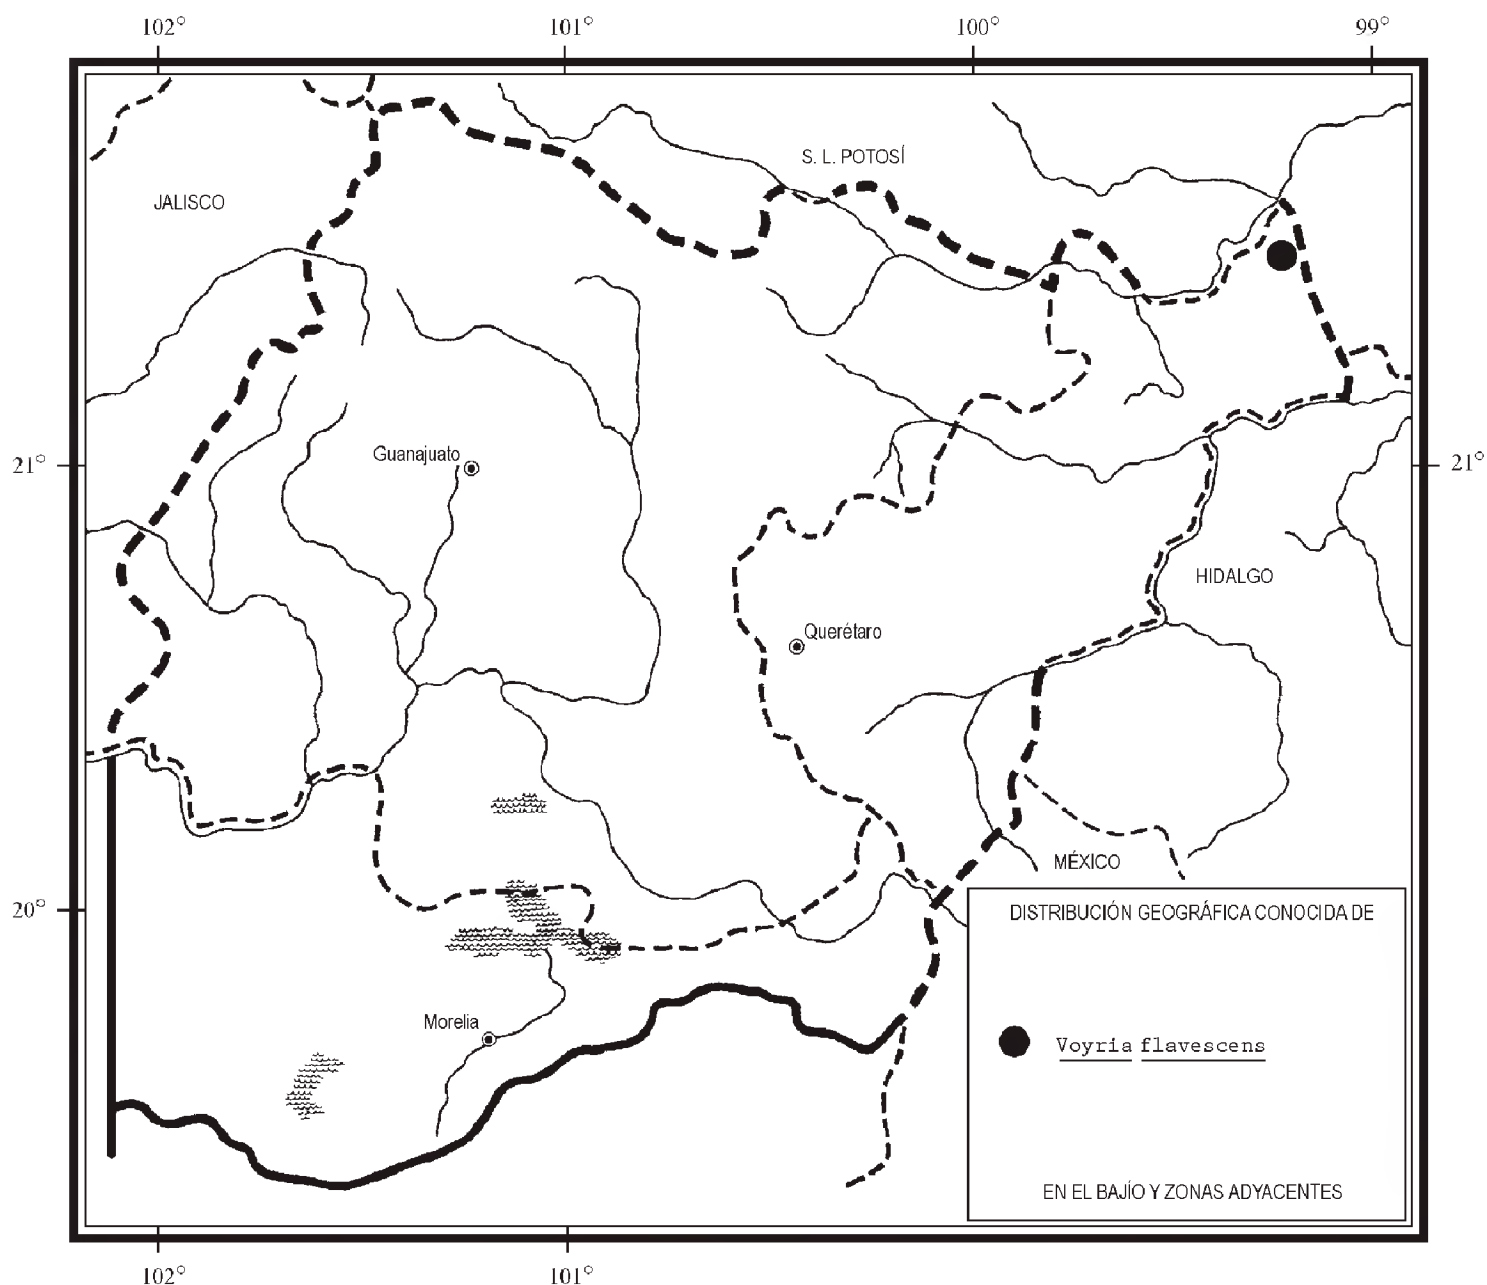 102° 101° 100° 99°
S. L. POTOSÍ
JALISCO
Guanajuato
21° 21°
HIDALGO
Querétaro
MÉXICO
20°
DISTRIBUCIÓN GEOGRÁFICA CONOCIDA DE
Morelia
Voyria flavescens
EN EL BAJÍO Y ZONAS ADYACENTES
102° 101°